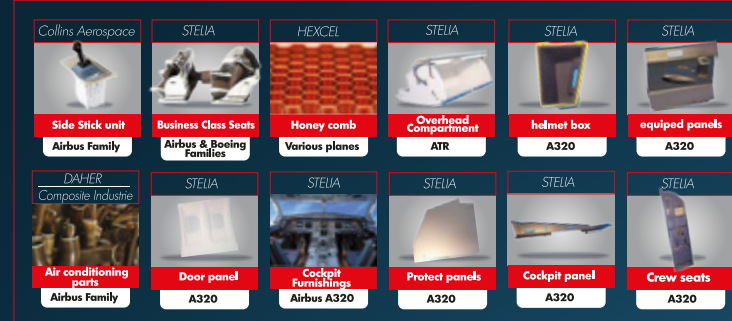 Collins Aerospace
STELIA
HEXCEL
STELIA
STELIA
STELIA
Side Stick unit
Business Class Seats
Honey comb
Overhead
Compartment
helmet box
equiped panels
Airbus Family
Airbus & Boeing
Families
Various planes
ATR
A320
A320
DAHER
Composite Industrie
STELIA
STELIA
STELIA
STELIA
STELIA
Air conditioning
parts
Door panel
Cockpit
Furnishings
Protect panels
Cockpit panel
Crew seats
Airbus Family
A320
Airbus A320
A320
A320
A320